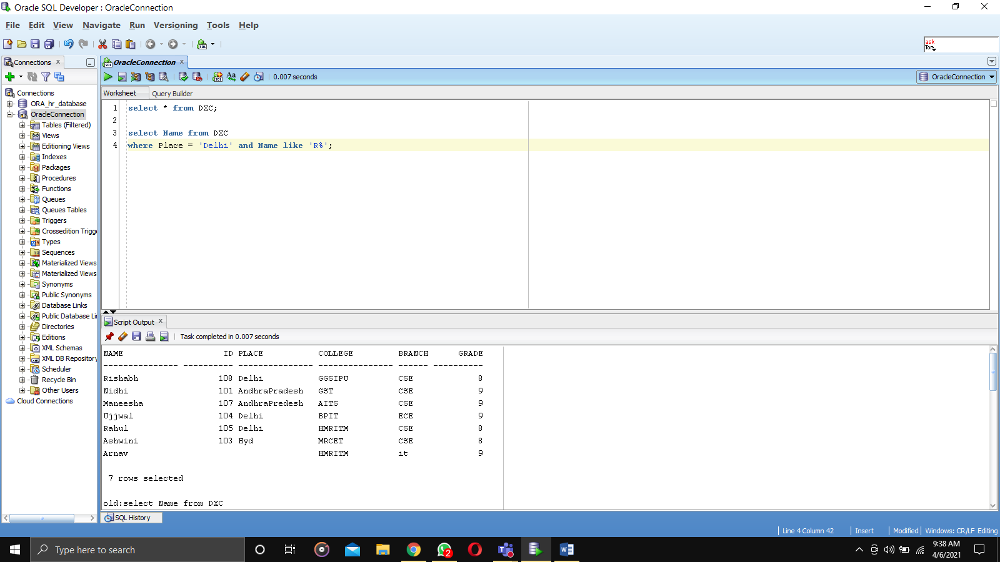 Oracle SQL Developer : OracleConnection
File Edit View Navigate Run Versioning Tools Help
ask
Tom
Connections x
OracleConnection x
0.007 seconds
OracleConnection
Worksheet Query Builder
Connections
ORA_hr_database
OracleConnection
Tables (Filtered)
Views
Editioning Views
Indexes
Packages
Procedures
Functions
Queues
Queues Tables
Triggers
Crossedition Trigge
Types
Sequences
Materialized Views
Materialized Views
Synonyms
Public Synonyms
Database Links
Public Database Li
Directories
Editions
XML Schemas
XML DB Repository
Scheduler
Recycle Bin
Other Users
Cloud Connections
1 select * from DXC;
2
3 select Name from DXC
4 where Place = 'Delhi' and Name like 'R%';
Script Output x
Task completed in 0.007 seconds
NAME ID PLACE COLLEGE BRANCH GRADE
--------------- ---------- --------------- --------------- ------ ----------
Rishabh 108 Delhi GGSIPU CSE 8
Nidhi 101 AndhraPradesh GST CSE 9
Maneesha 107 AndhraPredesh AITS CSE 9
Ujjwal 104 Delhi BPIT ECE 9
Rahul 105 Delhi HMRITM CSE 8
Ashwini 103 Hyd MRCET CSE 8
Arnav HMRITM it 9
7 rows selected
old:select Name from DXC
SQL History
Line 4 Column 42 Insert Modified Windows: CR/LF Editing
Type here to search
2
9:38 AM
4/6/2021